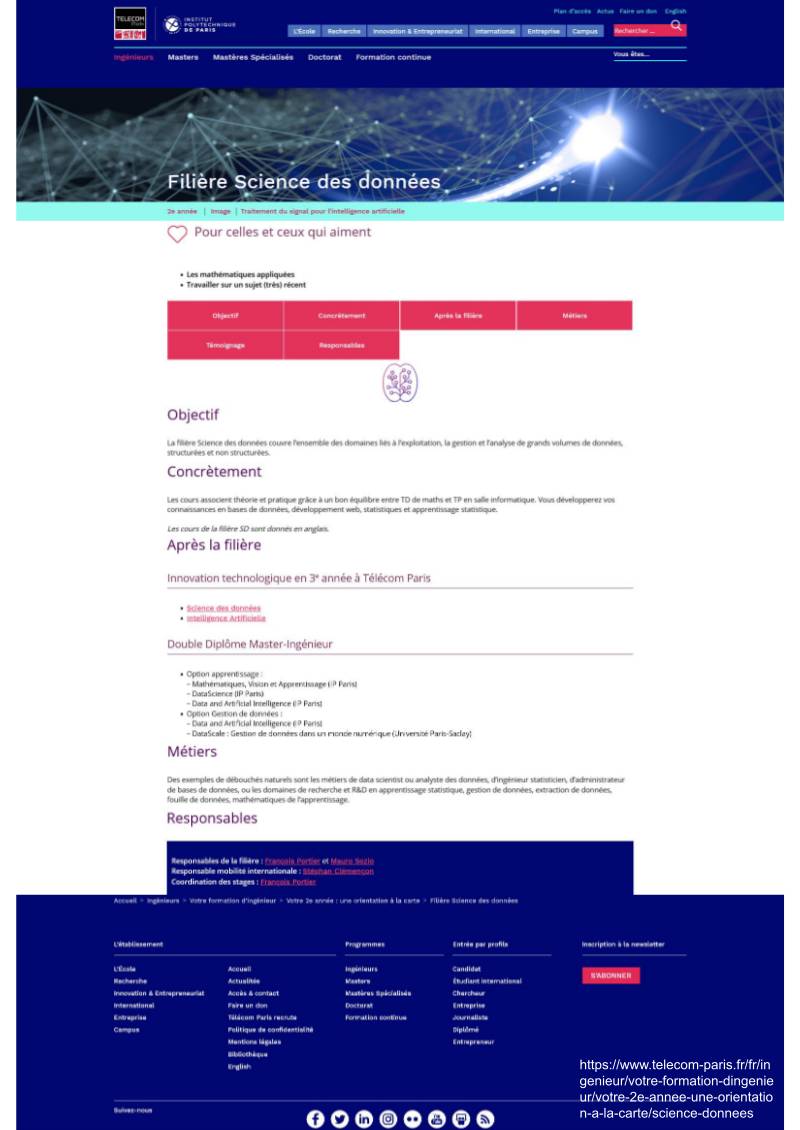 Plan d'accès Actus Faire un don English
TELECOM
Paris
INSTITUT
POLYTECHNIQUE
DE PARIS
L'École Recherche Innovation & Entrepreneuriat International Entreprise Campus Rechercher ...
Ingénieurs Masters Mastères Spécialisés Doctorat Formation continue Vous êtes...
Filière Science des données
2e année | Image | Traitement du signal pour l'intelligence artificielle
Pour celles et ceux qui aiment
• Les mathématiques appliquées
• Travailler sur un sujet (très) récent
Objectif Concrètement Après la filière Métiers
Témoignage Responsables
Objectif
La filière Science des données couvre l'ensemble des domaines liés à l'exploitation, la gestion et l'analyse de grands volumes de données,
structurées et non structurées.
Concrètement
Les cours associent théorie et pratique grâce à un bon équilibre entre TD de maths et TP en salle informatique. Vous développerez vos
connaissances en bases de données, développement web, statistiques et apprentissage statistique.
Les cours de la filière SD sont donnés en anglais.
Après la filière
Innovation technologique en 3e année à Télécom Paris
• Science des données
• Intelligence Artificielle
Double Diplôme Master-Ingénieur
• Option apprentissage :
– Mathématiques, Vision et Apprentissage (IP Paris)
– DataScience (IP Paris)
– Data and Artificial Intelligence (IP Paris)
• Option Gestion de données :
– Data and Artificial Intelligence (IP Paris)
– DataScale : Gestion de données dans un monde numérique (Université Paris-Saclay)
Métiers
Des exemples de débouchés naturels sont les métiers de data scientist ou analyste des données, d'ingénieur statisticien, d'administrateur
de bases de données, ou les domaines de recherche et R&D en apprentissage statistique, gestion de données, extraction de données,
fouille de données, mathématiques de l'apprentissage.
Responsables
Responsables de la filière : François Portier et Mauro Sozio
Responsable mobilité internationale : Stéphan Clémençon
Coordination des stages : François Portier
Accueil > Ingénieurs > Votre formation d'ingénieur > Votre 2e année : une orientation à la carte > Filière Science des données
L'établissement Programmes Entrée par profils Inscription à la newsletter
L'École Accueil Ingénieurs Candidat S'ABONNER
Recherche Actualités Masters Étudiant international
Innovation & Entrepreneuriat Accès & contact Mastères Spécialisés Chercheur
International Faire un don Doctorat Entreprise
Entreprise Télécom Paris recrute Formation continue Journaliste
Campus Politique de confidentialité Diplômé
Mentions légales Entrepreneur
Bibliothèque
English
https://www.telecom-paris.fr/fr/in
genieur/votre-formation-dingenie
ur/votre-2e-annee-une-orientatio
n-a-la-carte/science-donnees
Suivez-nous